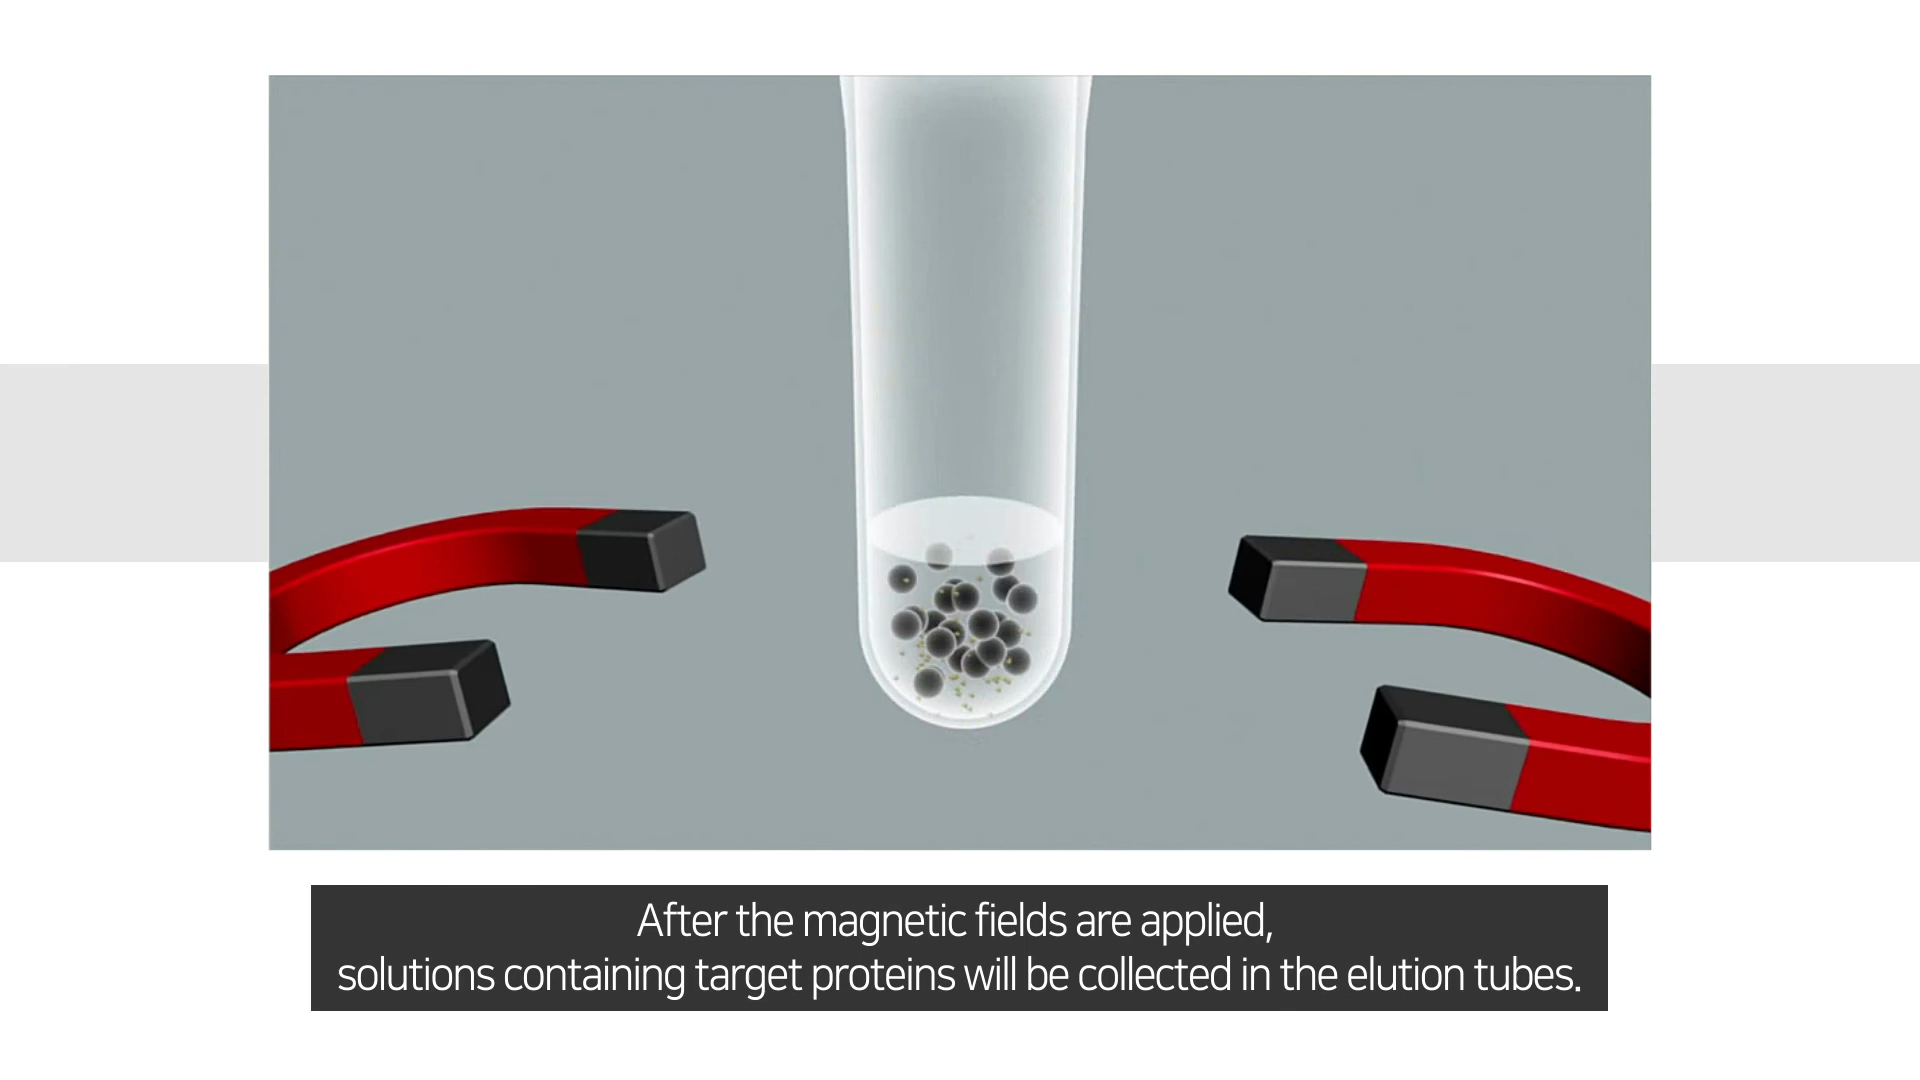 After the magnetic fields are applied,
solutions containing target proteins will be collected in the elution tubes.